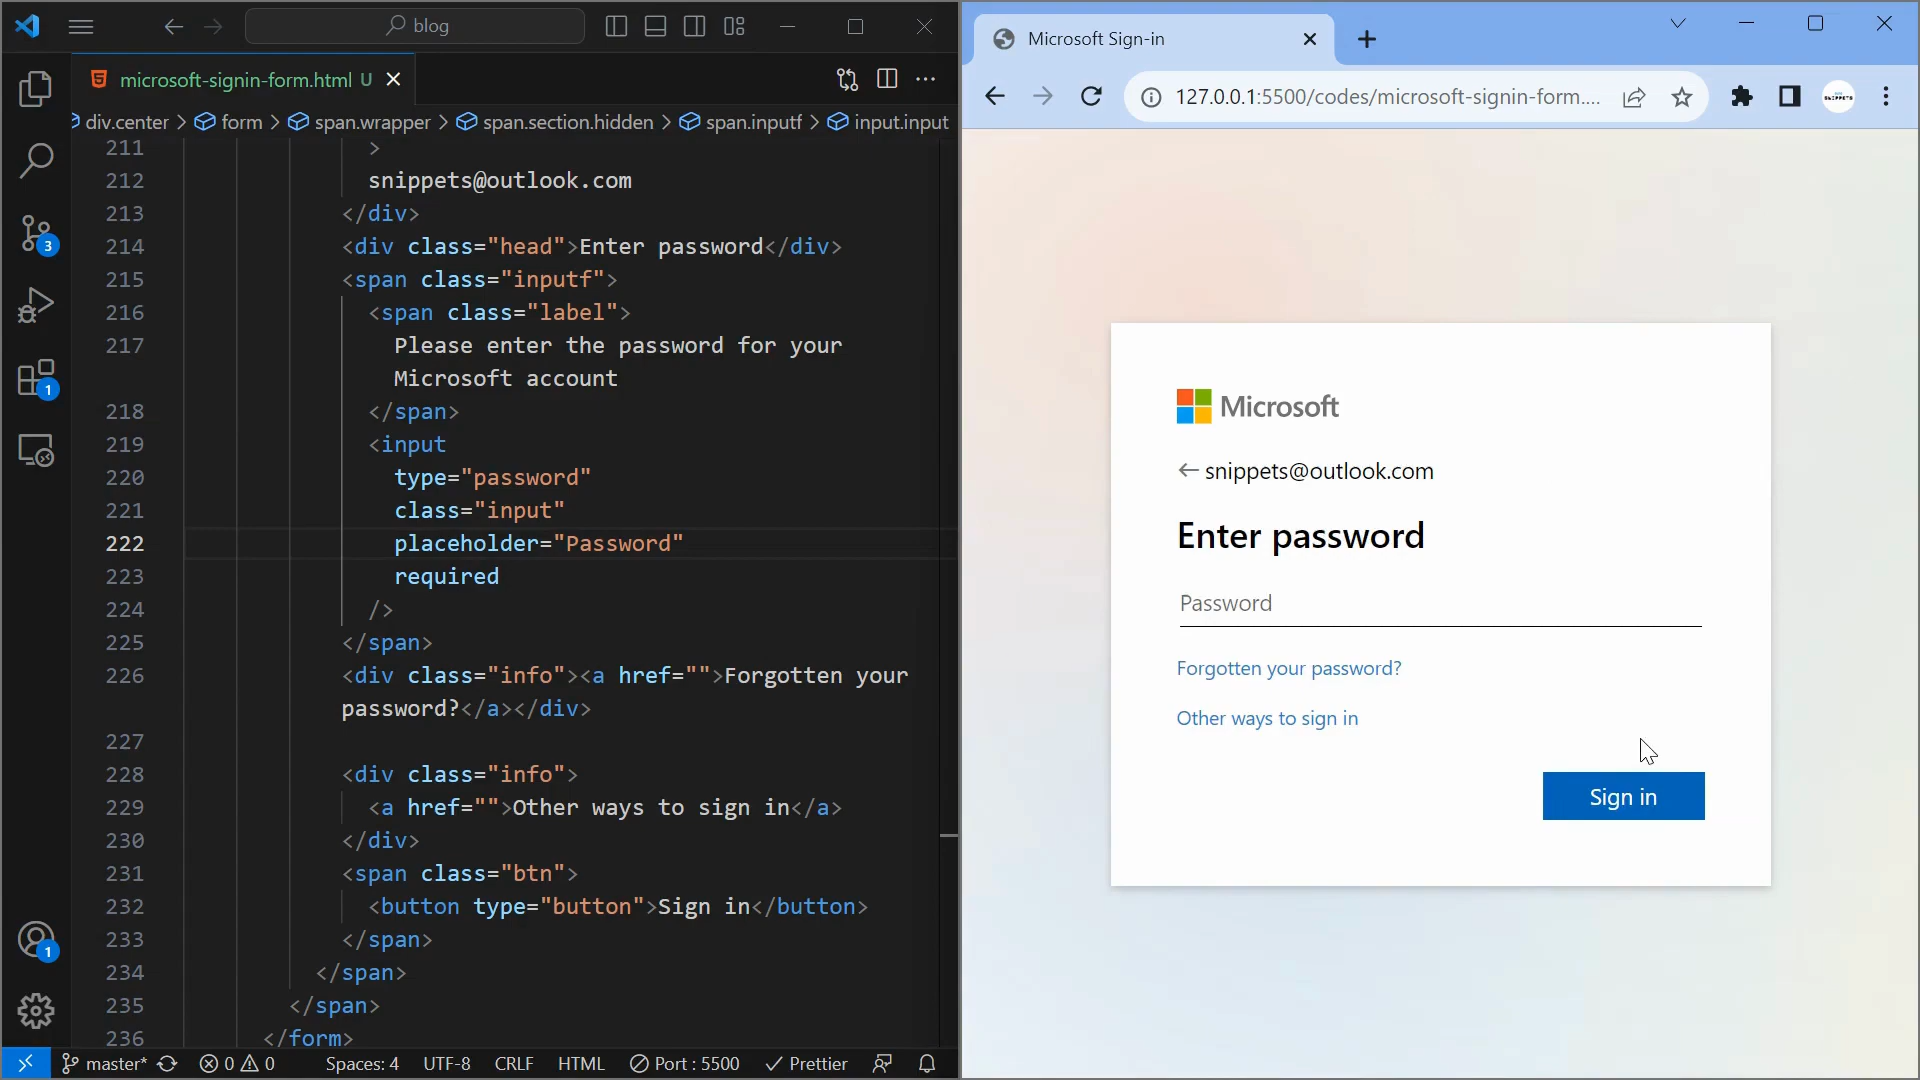 blog
microsoft-signin-form.html U
div.center > form > span.wrapper > span.section.hidden > span.inputf > input.input
211 >
212 snippets@outlook.com
213 </div>
214 <div class="head">Enter password</div>
215 <span class="inputf">
216 <span class="label">
217 Please enter the password for your
Microsoft account
218 </span>
219 <input
220 type="password"
221 class="input"
222 placeholder="Password"
223 required
224 />
225 </span>
226 <div class="info"><a href="">Forgotten your
password?</a></div>
227
228 <div class="info">
229 <a href="">Other ways to sign in</a>
230 </div>
231 <span class="btn">
232 <button type="button">Sign in</button>
233 </span>
234 </span>
235 </span>
236 </form>
3
1
1
master* 0 0 Spaces: 4 UTF-8 CRLF HTML Port : 5500 Prettier
Microsoft Sign-in
127.0.0.1:5500/codes/microsoft-signin-form....
SNIPPETS
Microsoft
snippets@outlook.com
Enter password
Password
Forgotten your password?
Other ways to sign in
Sign in